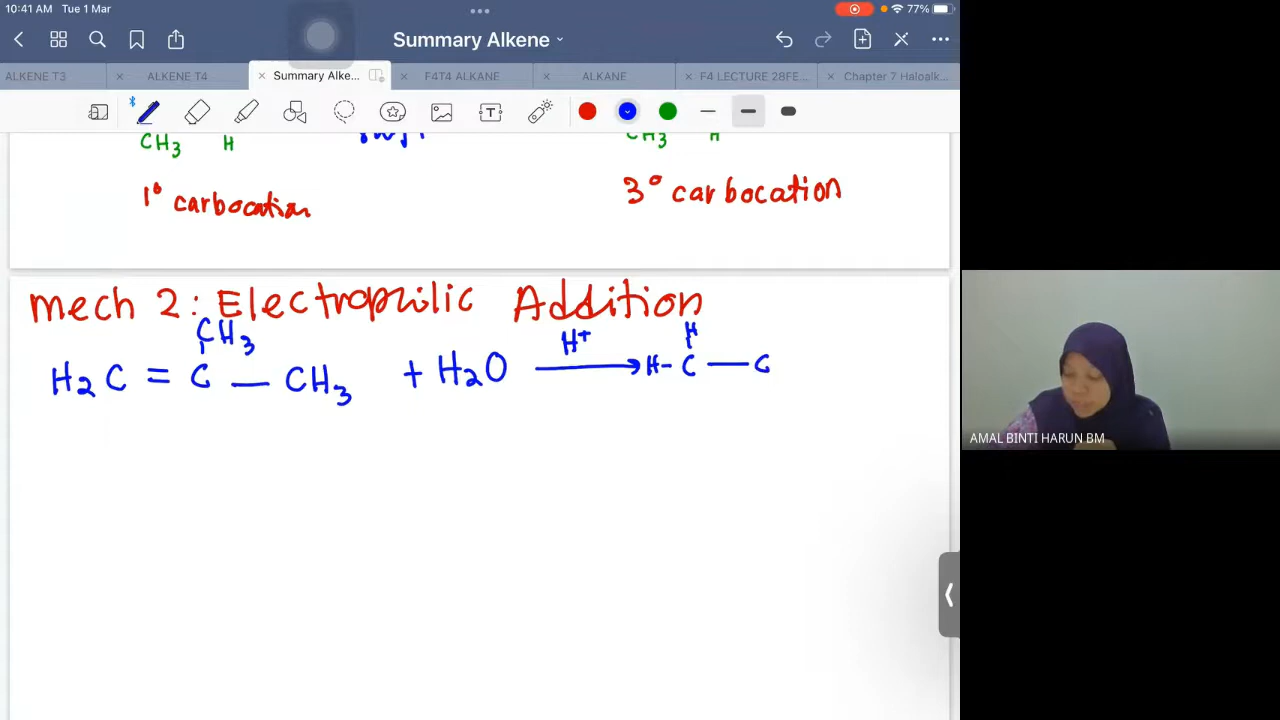 10:41 AM Tue 1 Mar
77%
Summary Alkene
ALKENE T3
ALKENE T4
Summary Alke...
F4T4 ALKANE
ALKANE
F4 LECTURE 28FE...
Chapter 7 Haloalk...
CH3 H
CH3 H
1° carbocation
3° carbocation
Mech 2: Electrophilic Addition
CH3
H+
H
H2C = C — CH3 + H2O → H- C — C
AMAL BINTI HARUN BM